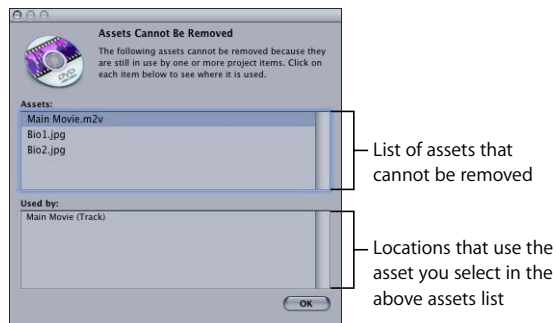 Assets Cannot Be Removed
The following assets cannot be removed because they
are still in use by one or more project items. Click on
each item below to see where it is used.
DVD
Assets:
Main Movie.m2v
Bio1.jpg
Bio2.jpg
List of assets that
cannot be removed
Used by:
Main Movie (Track)
Locations that use the
asset you select in the
above assets list
OK